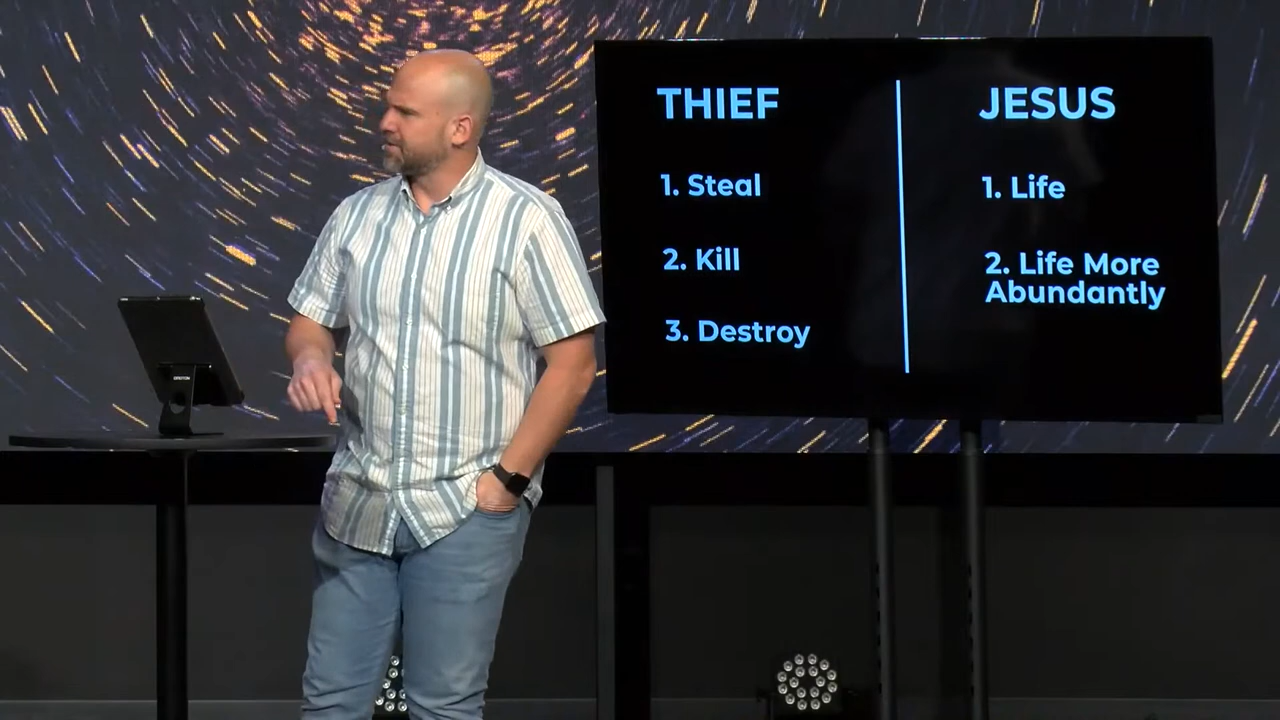 THIEF
1. Steal
2. Kill
3. Destroy
JESUS
1. Life
2. Life More
Abundantly